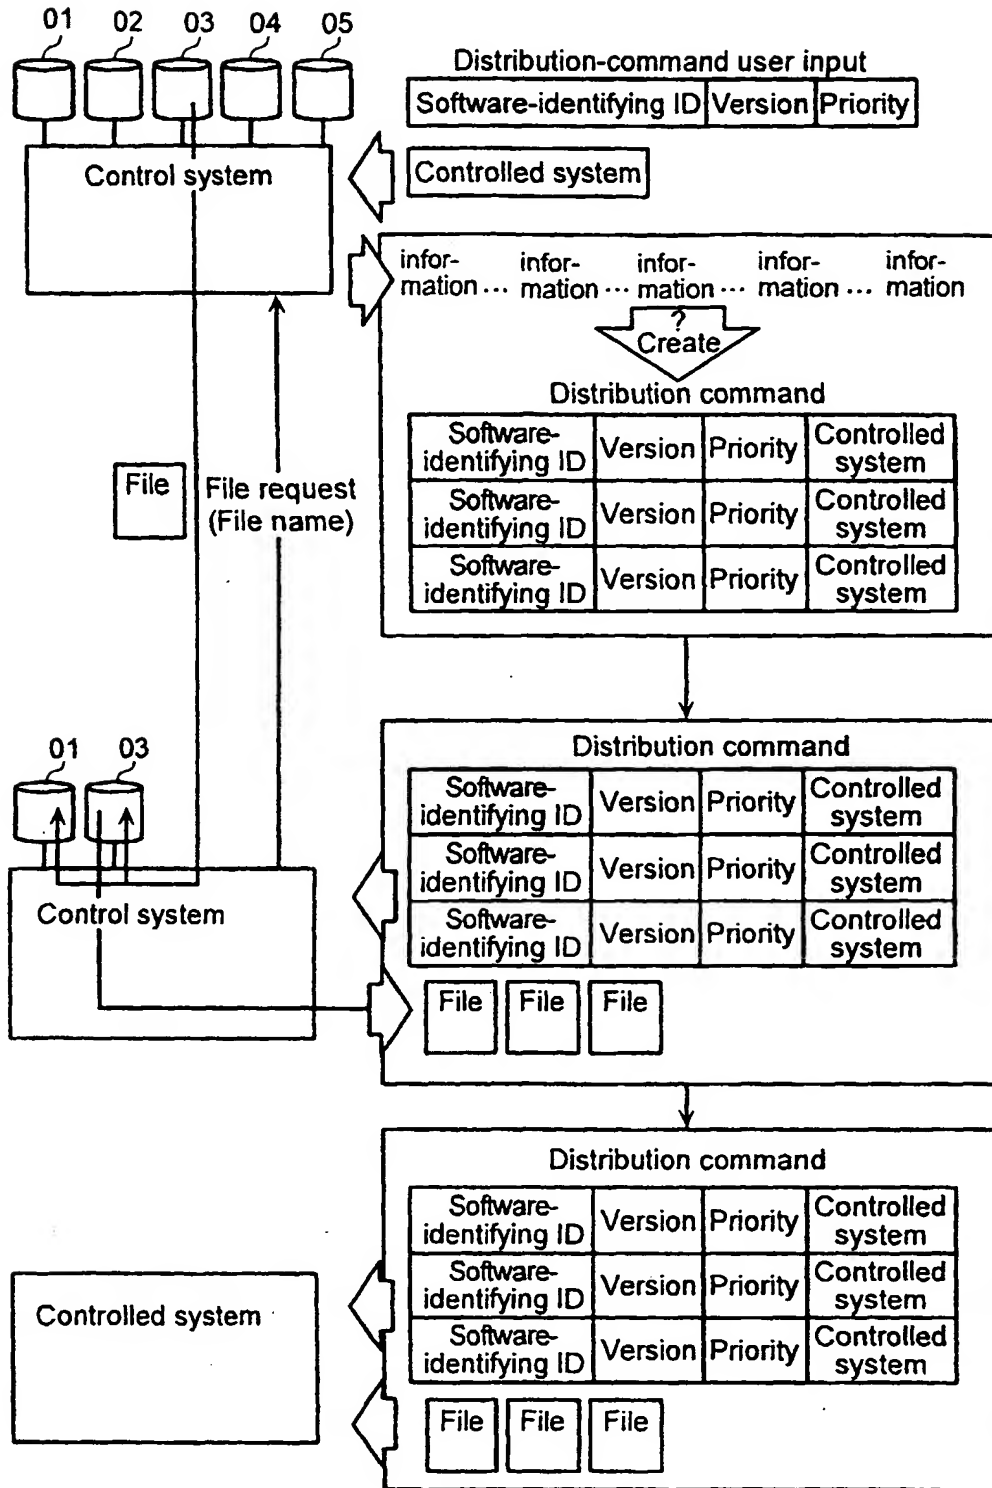 01 02 03 04 05
Distribution-command user input
Software-identifying ID Version Priority
Control system
Controlled system
infor- infor- infor- infor- infor-
mation ... mation ... mation ... mation ... mation
?
Create
Distribution command
Software-
identifying ID Version Priority Controlled
system
Software-
identifying ID Version Priority Controlled
system
Software-
identifying ID Version Priority Controlled
system
File
File request
(File name)
01 03
Distribution command
Software-
identifying ID Version Priority Controlled
system
Software-
identifying ID Version Priority Controlled
system
Software-
identifying ID Version Priority Controlled
system
Control system
File File File
Distribution command
Software-
identifying ID Version Priority Controlled
system
Software-
identifying ID Version Priority Controlled
system
Software-
identifying ID Version Priority Controlled
system
Controlled system
File File File